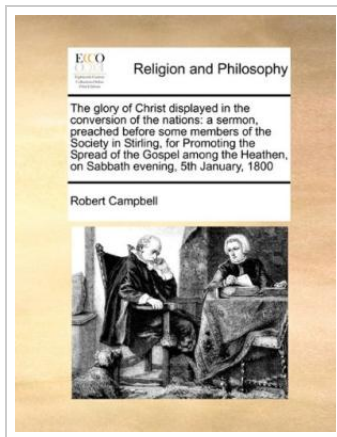 ECCO
Religion and Philosophy
The glory of Christ displayed in the
conversion of the nations: a sermon,
preached before some members of the
Society in Stirling, for Promoting the
Spread of the Gospel among the Heathen,
on Sabbath evening, 5th January, 1800
Robert Campbell